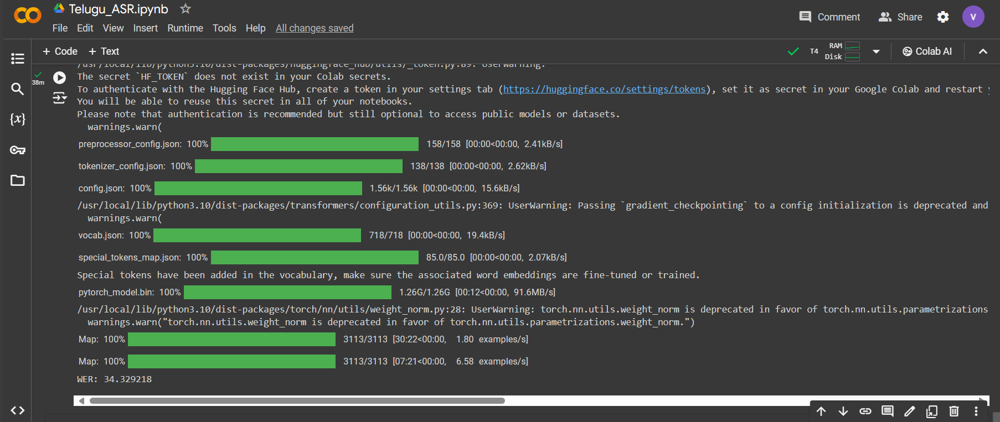 Telugu_ASR.ipynb
File Edit View Insert Runtime Tools Help All changes saved
Comment Share V
+ Code + Text
T4 RAM Disk Colab AI
38m
/usr/local/lib/python3.10/dist-packages/huggingface_hub/utils/_token.py:89: UserWarning:
The secret `HF_TOKEN` does not exist in your Colab secrets.
To authenticate with the Hugging Face Hub, create a token in your settings tab (https://huggingface.co/settings/tokens), set it as secret in your Google Colab and restart
You will be able to reuse this secret in all of your notebooks.
Please note that authentication is recommended but still optional to access public models or datasets.
warnings.warn(
preprocessor_config.json: 100% 158/158 [00:00<00:00, 2.41kB/s]
tokenizer_config.json: 100% 138/138 [00:00<00:00, 2.62kB/s]
config.json: 100% 1.56k/1.56k [00:00<00:00, 15.6kB/s]
/usr/local/lib/python3.10/dist-packages/transformers/configuration_utils.py:369: UserWarning: Passing `gradient_checkpointing` to a config initialization is deprecated and
warnings.warn(
vocab.json: 100% 718/718 [00:00<00:00, 19.4kB/s]
special_tokens_map.json: 100% 85.0/85.0 [00:00<00:00, 2.07kB/s]
Special tokens have been added in the vocabulary, make sure the associated word embeddings are fine-tuned or trained.
pytorch_model.bin: 100% 1.26G/1.26G [00:12<00:00, 91.6MB/s]
/usr/local/lib/python3.10/dist-packages/torch/nn/utils/weight_norm.py:28: UserWarning: torch.nn.utils.weight_norm is deprecated in favor of torch.nn.utils.parametrizations
warnings.warn("torch.nn.utils.weight_norm is deprecated in favor of torch.nn.utils.parametrizations.weight_norm.")
Map: 100% 3113/3113 [30:22<00:00, 1.80 examples/s]
Map: 100% 3113/3113 [07:21<00:00, 6.58 examples/s]
WER: 34.329218